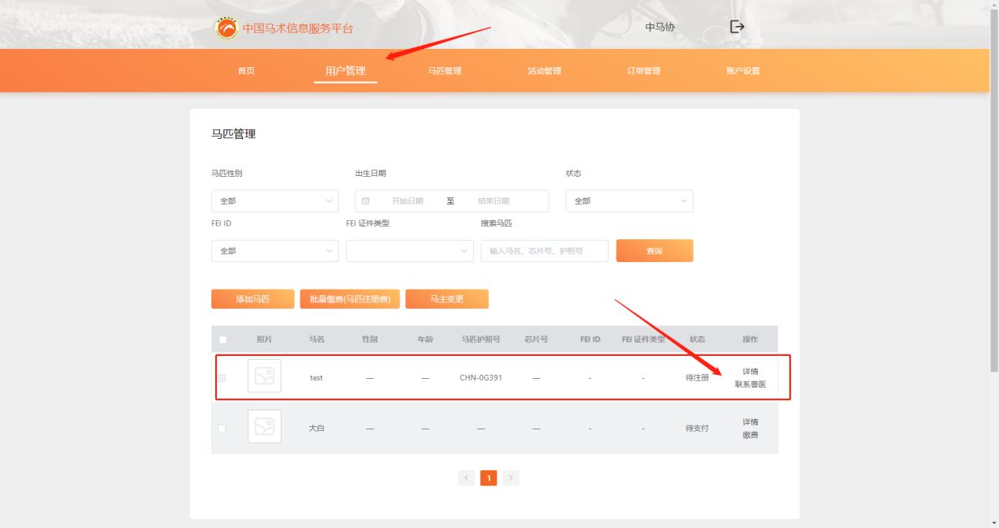 中国马术信息服务平台
中马协
首页 用户管理 马匹管理 活动管理 订单管理 账户设置
马匹管理
马匹性别 出生日期 状态
全部 开始日期 至 结束日期 全部
FEI ID FEI 证件类型 搜索马匹
全部 输入马名、芯片号、护照号 查询
添加马匹 批量缴费(马匹注册费) 马主变更
照片 马名 性别 年龄 马匹护照号 芯片号 FEI ID FEI 证件类型 状态 操作
test — — CHN-0G391 — - - 待注册 详情
联系兽医
大白 — — — — - - 待支付 详情
缴费
< 1 >